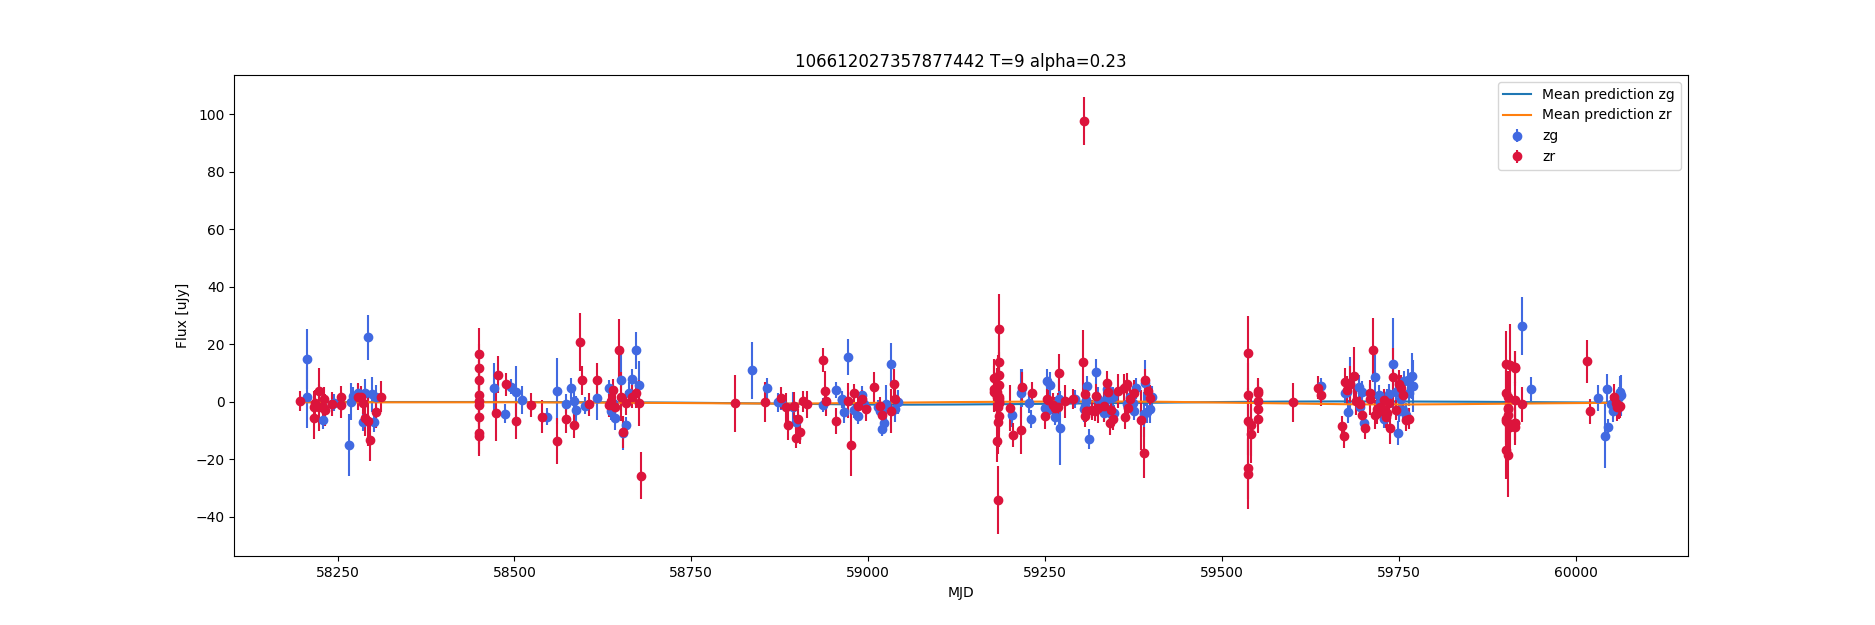 106612027357877442 T=9 alpha=0.23
Mean prediction zg
Mean prediction zr
zg
zr
100
80
60
40
20
0
−20
−40
Flux [uJy]
58250 58500 58750 59000 59250 59500 59750 60000
MJD